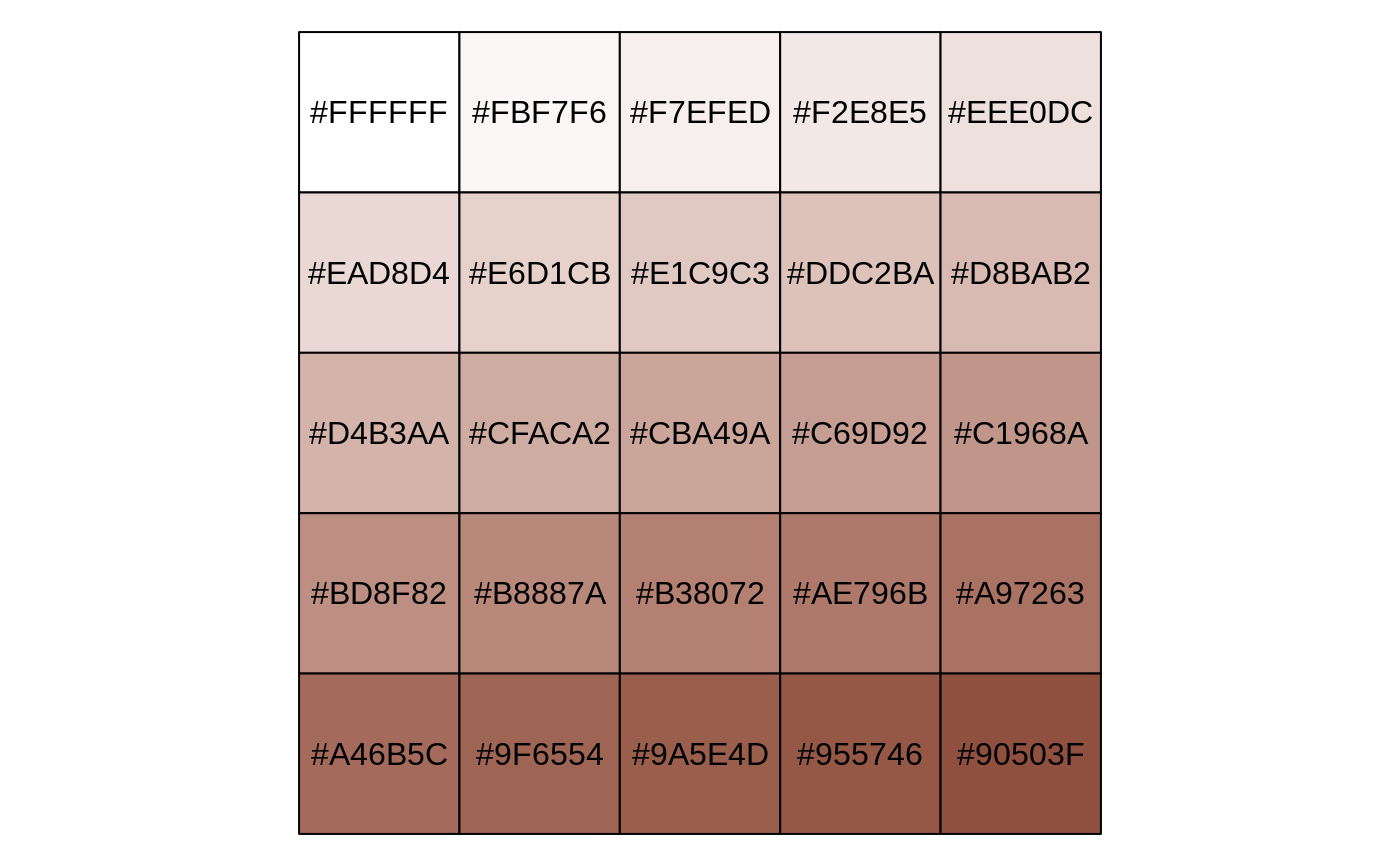 #FFFFFF #FBF7F6 #F7EFED #F2E8E5 #EEE0DC
#EAD8D4 #E6D1CB #E1C9C3 #DDC2BA #D8BAB2
#D4B3AA #CFACA2 #CBA49A #C69D92 #C1968A
#BD8F82 #B8887A #B38072 #AE796B #A97263
#A46B5C #9F6554 #9A5E4D #955746 #90503F